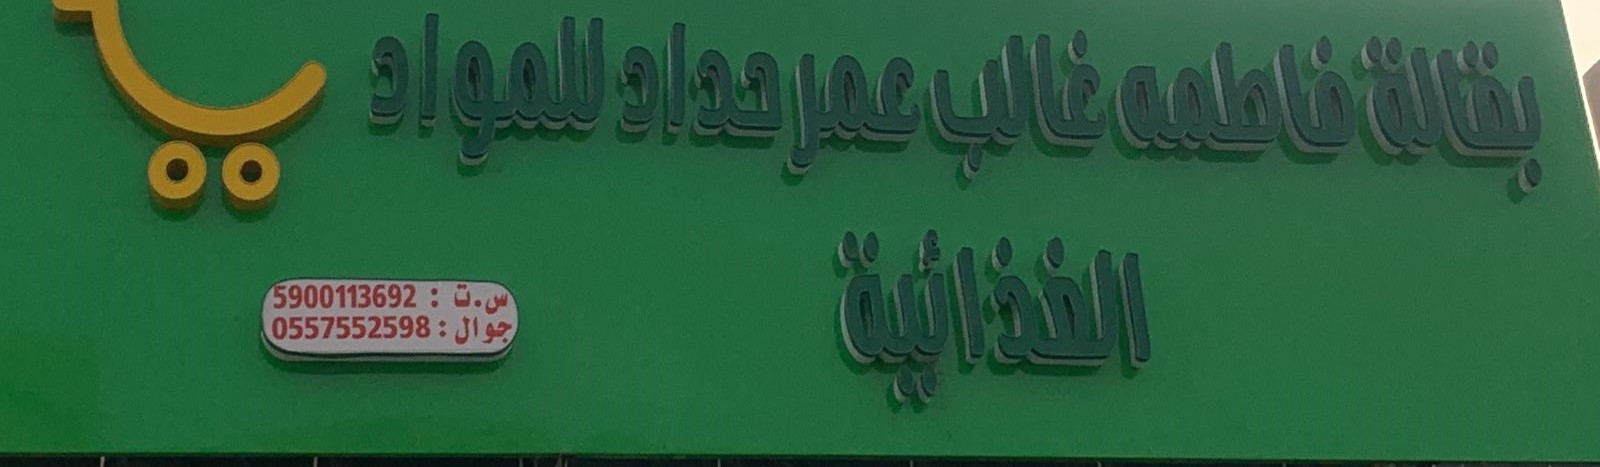 بقالة فاطمه غالب عمر حداد للمواد
الغذائية
س.ت : 5900113692
جوال : 0557552598